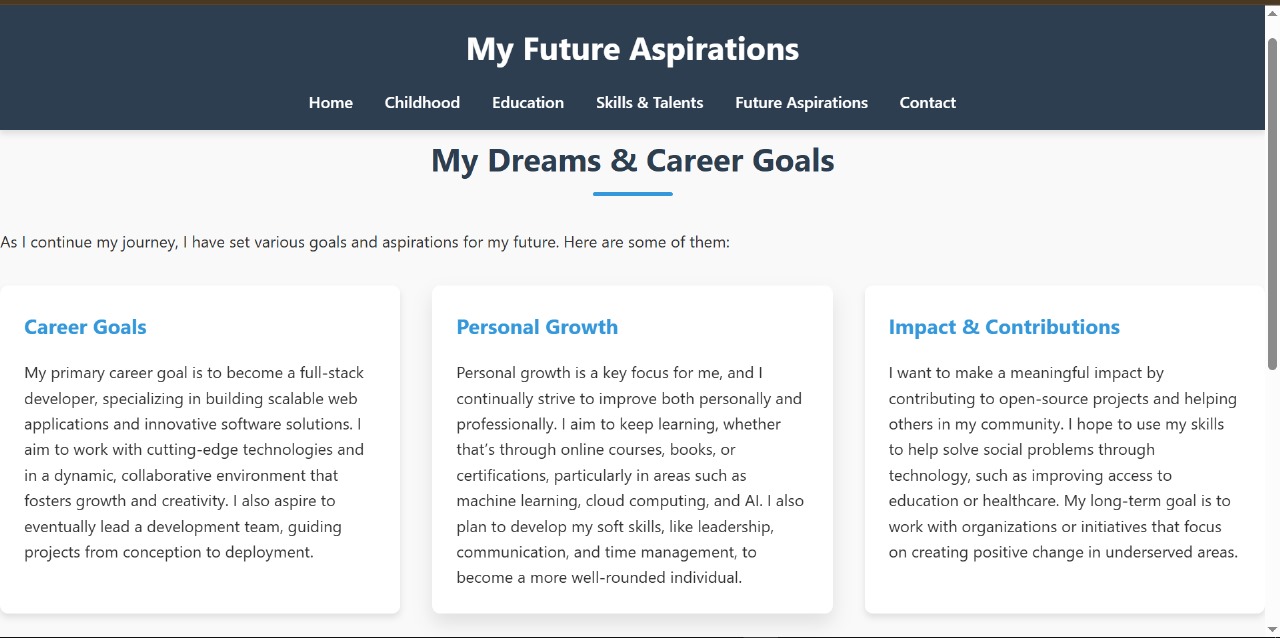 My Future Aspirations
Home Childhood Education Skills & Talents Future Aspirations Contact
My Dreams & Career Goals
As I continue my journey, I have set various goals and aspirations for my future. Here are some of them:
Career Goals
My primary career goal is to become a full-stack
developer, specializing in building scalable web
applications and innovative software solutions. I
aim to work with cutting-edge technologies and
in a dynamic, collaborative environment that
fosters growth and creativity. I also aspire to
eventually lead a development team, guiding
projects from conception to deployment.
Personal Growth
Personal growth is a key focus for me, and I
continually strive to improve both personally and
professionally. I aim to keep learning, whether
that's through online courses, books, or
certifications, particularly in areas such as
machine learning, cloud computing, and AI. I also
plan to develop my soft skills, like leadership,
communication, and time management, to
become a more well-rounded individual.
Impact & Contributions
I want to make a meaningful impact by
contributing to open-source projects and helping
others in my community. I hope to use my skills
to help solve social problems through
technology, such as improving access to
education or healthcare. My long-term goal is to
work with organizations or initiatives that focus
on creating positive change in underserved areas.